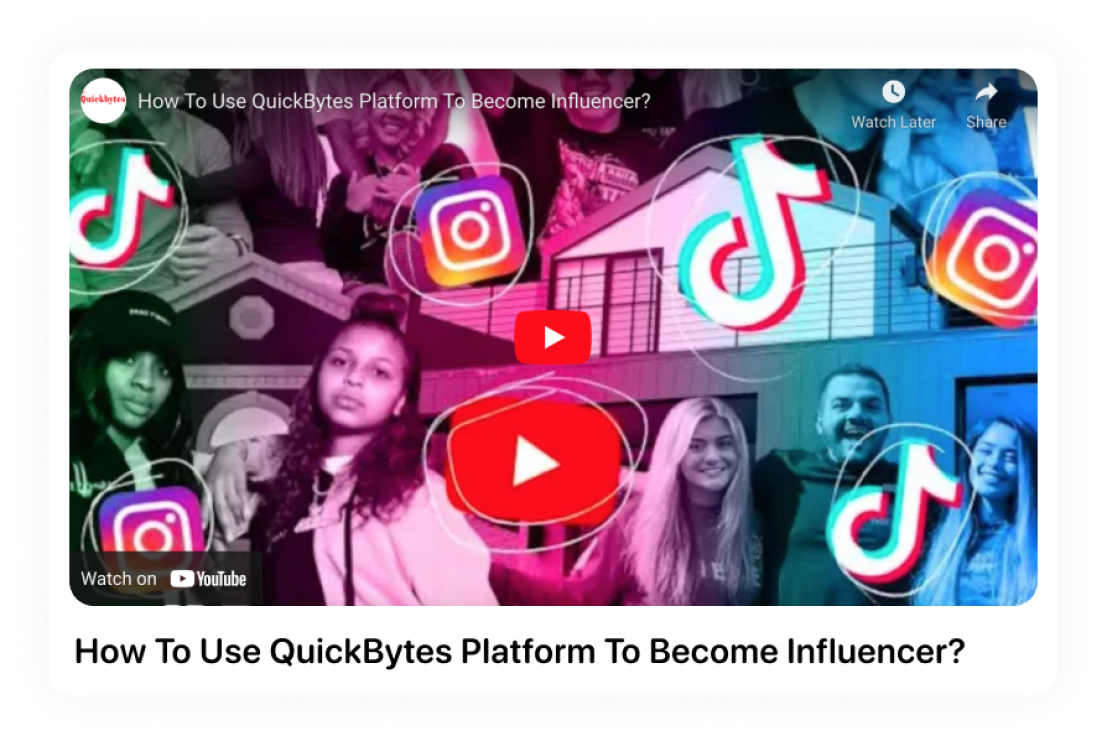 Quickbytes
How To Use QuickBytes Platform To Become Influencer?
Watch Later
Share
Watch on YouTube
How To Use QuickBytes Platform To Become Influencer?